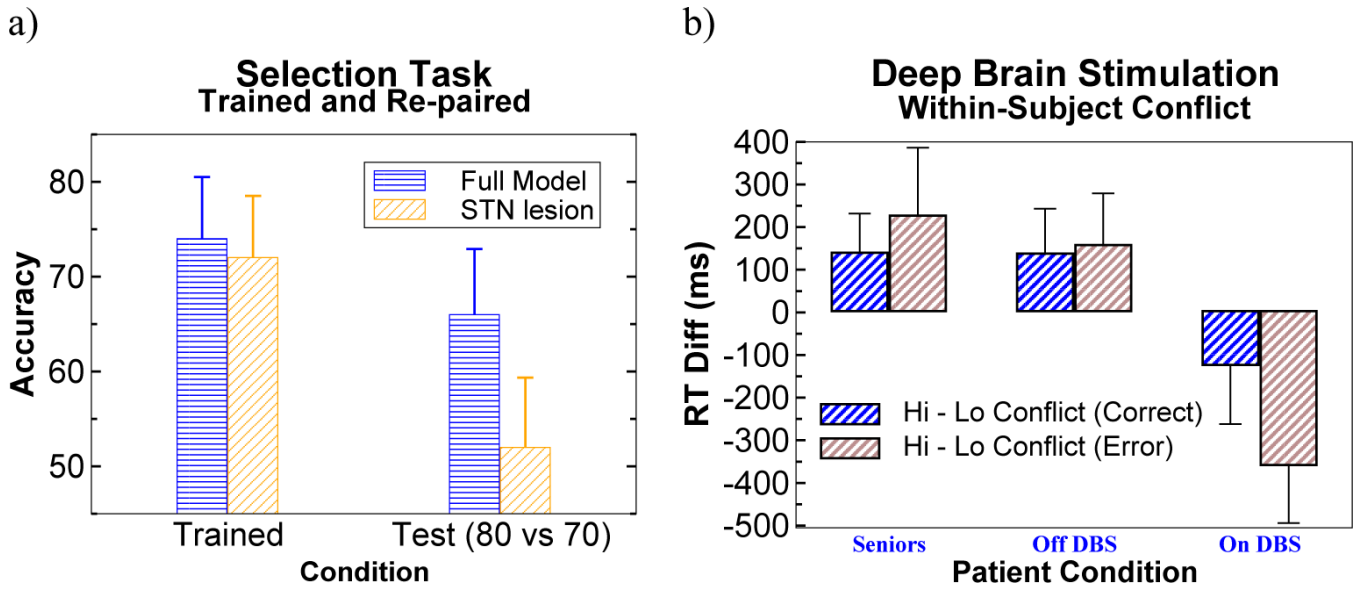 a)
Selection Task
Trained and Re-paired
Accuracy
80
70
60
50
Full Model
STN lesion
Trained
Test (80 vs 70)
Condition
b)
Deep Brain Stimulation
Within-Subject Conflict
RT Diff (ms)
400
300
200
100
0
-100
-200
-300
-400
-500
Hi - Lo Conflict (Correct)
Hi - Lo Conflict (Error)
Seniors
Off DBS
On DBS
Patient Condition